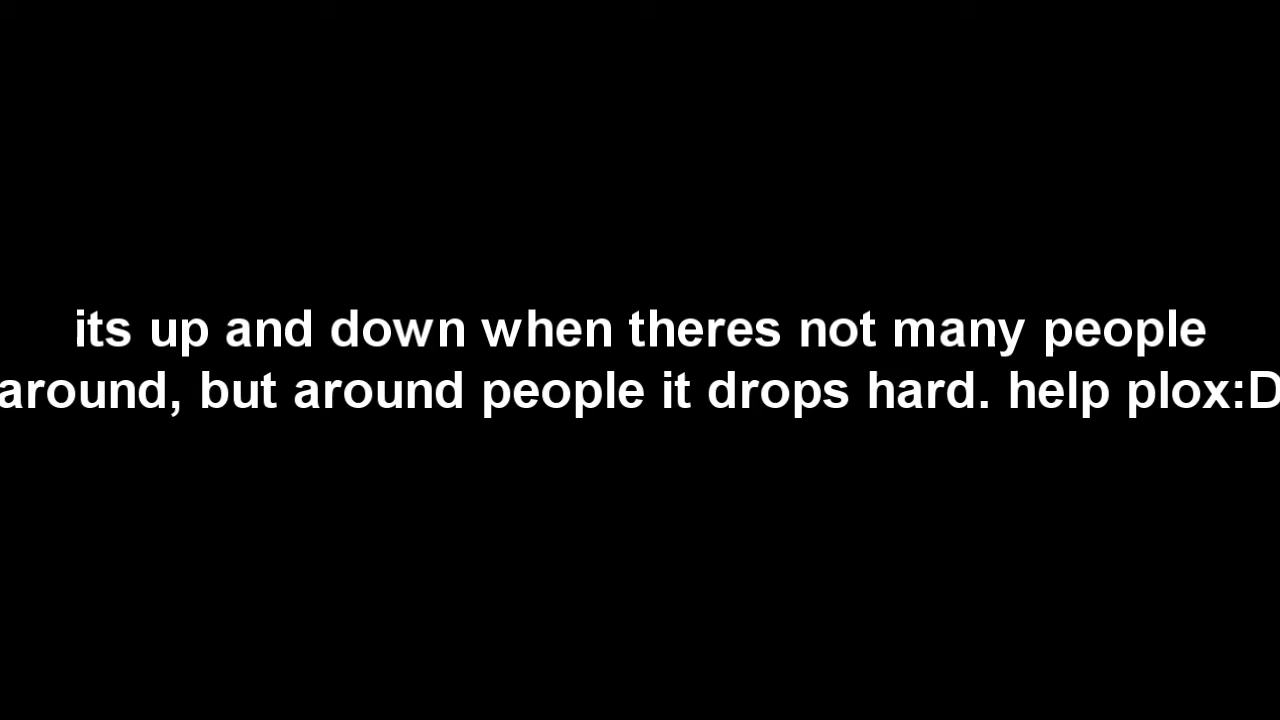 its up and down when theres not many people
around, but around people it drops hard. help plox:D